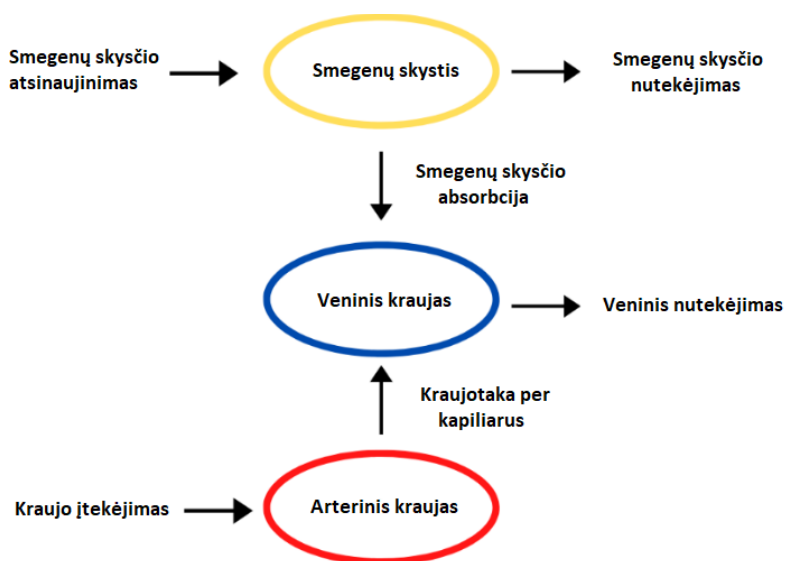 Smegenų skysčio
atsinaujinimas
Smegenų skystis
Smegenų skysčio
nutekėjimas
Smegenų skysčio
absorbcija
Veninis kraujas
Veninis nutekėjimas
Kraujotaka per
kapiliarus
Kraujo įtekėjimas
Arterinis kraujas